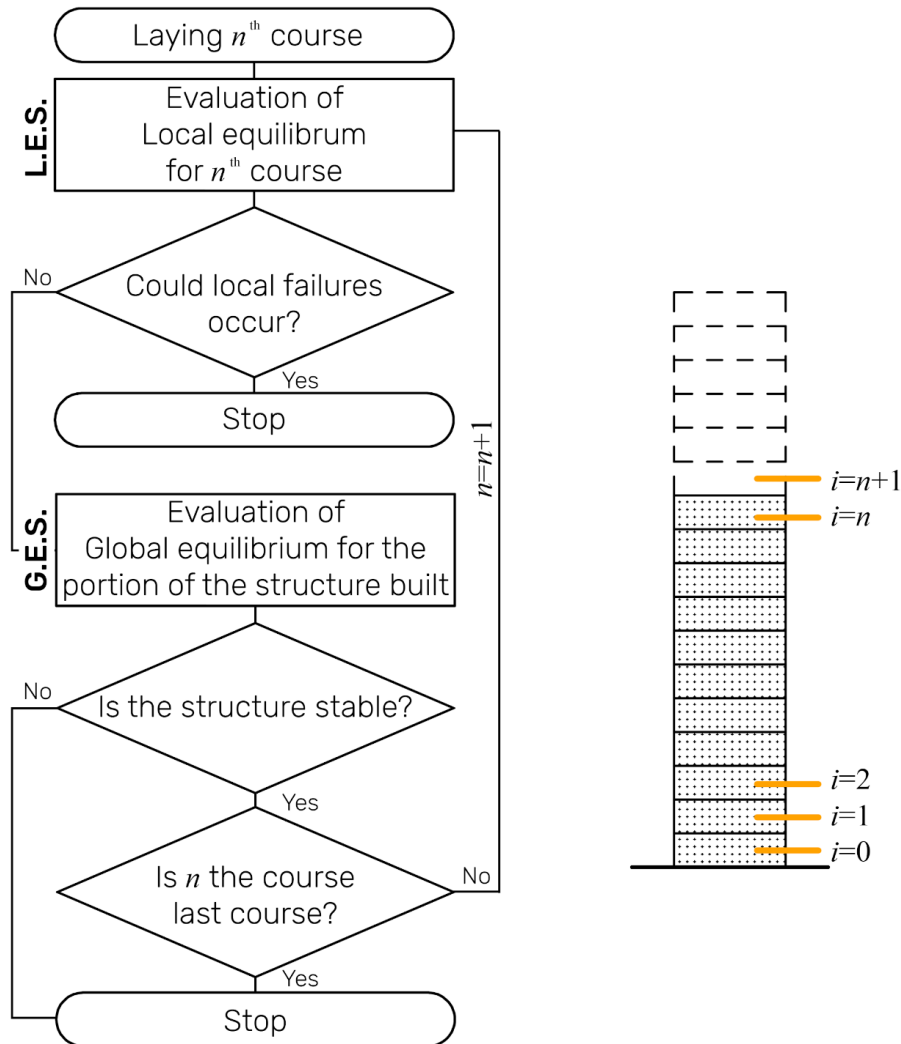 Laying nᵗʰ course
L.E.S.
Evaluation of
Local equilibrum
for nᵗʰ course
No
Could local failures
occur?
Yes
Stop
n=n+1
G.E.S.
Evaluation of
Global equilibrium for the
portion of the structure built
No
Is the structure stable?
Yes
Is n the course
last course?
No
Yes
Stop
i=n+1
i=n
i=2
i=1
i=0